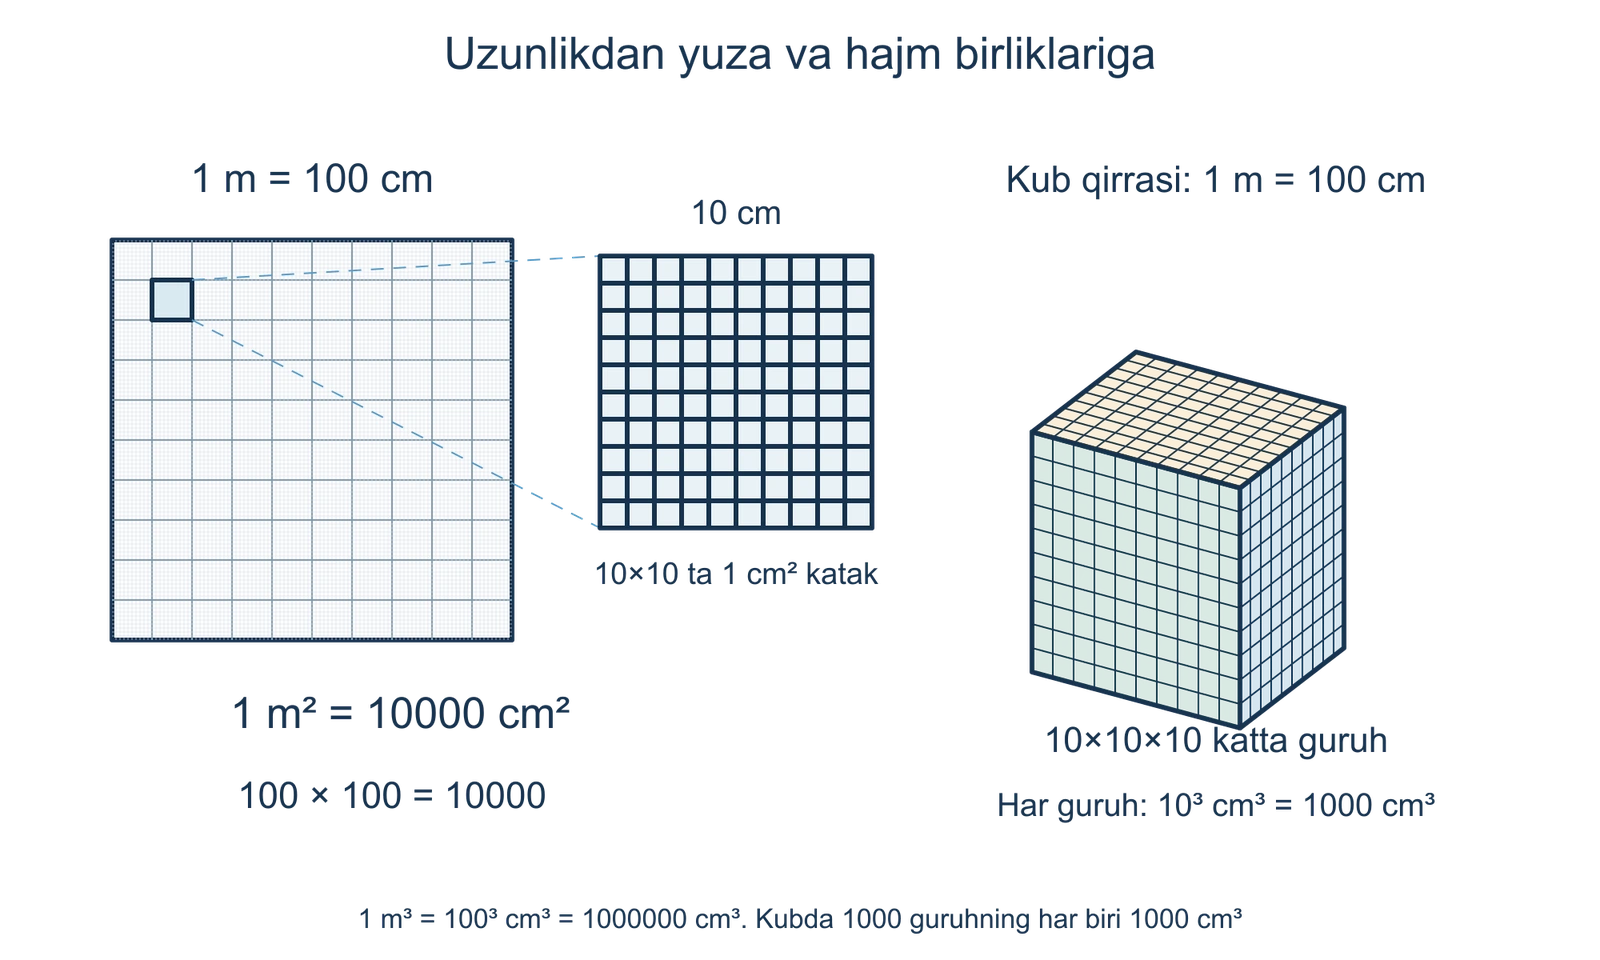 Uzunlikdan yuza va hajm birliklariga
1 m = 100 cm
10 cm
10×10 ta 1 cm² katak
1 m² = 10000 cm²
100 × 100 = 10000
Kub qirrasi: 1 m = 100 cm
10×10×10 katta guruh
Har guruh: 10³ cm³ = 1000 cm³
1 m³ = 100³ cm³ = 1000000 cm³. Kubda 1000 guruhning har biri 1000 cm³